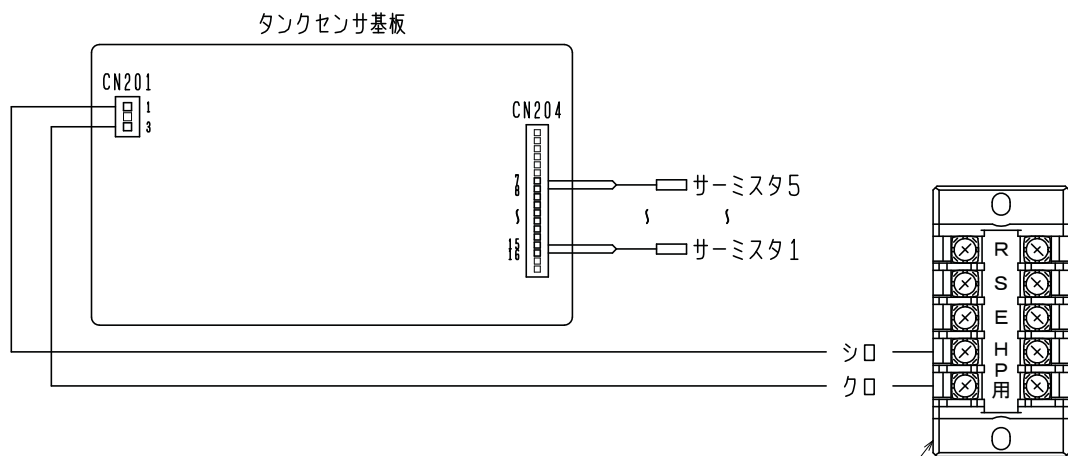 タンクセンサ基板
CN201
1
3
CN204
7
8
サーミスタ5
～ ～ ～
15
16
サーミスタ1
R
S
E
H
P
用
シロ
クロ